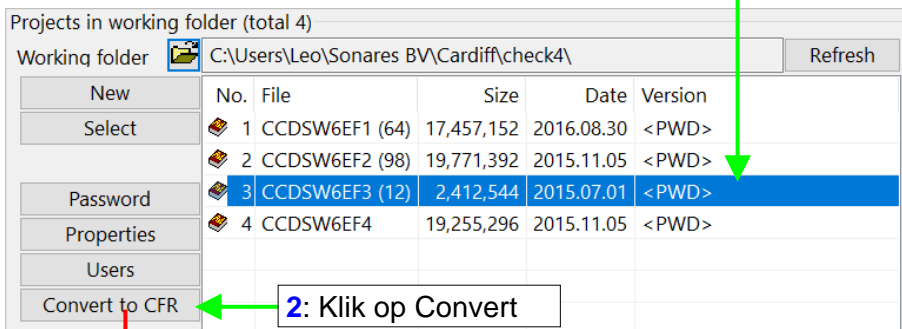 Projects in working folder (total 4)
Working folder C:\Users\Leo\Sonares BV\Cardiff\check4\ Refresh
New
Select
Password
Properties
Users
Convert to CFR
No. File Size Date Version
1 CCDSW6EF1 (64) 17,457,152 2016.08.30 <PWD>
2 CCDSW6EF2 (98) 19,771,392 2015.11.05 <PWD>
3 CCDSW6EF3 (12) 2,412,544 2015.07.01 <PWD>
4 CCDSW6EF4 19,255,296 2015.11.05 <PWD>
2: Klik op Convert